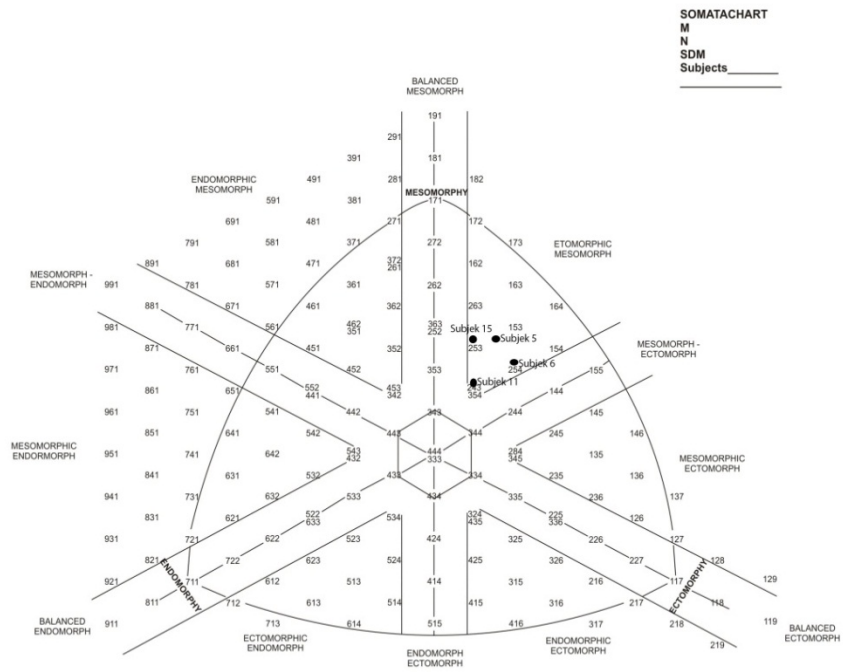 SOMATACHART
M
N
SDM
Subjects________
BALANCED
MESOMORPH
191
291
391 181
ENDOMORPHIC
MESOMORPH
491 281 182
MESOMORPHY
591 381 171
691 481 271 172
791 581 371 272 173
ETOMORPHIC
MESOMORPH
891 681 471 372 162
261
MESOMORPH -
ENDOMORPH
991 781 571 361 262 163
881 671 461 362 263 164
981 771 561 462 363 153
351 252
Subjek 15 Subjek 5
871 661 451 352 253 154
MESOMORPH -
ECTOMORPH
971 761 551 452 353 254 155
Subjek 6
861 651 552 453 243 144
Subjek 11
441 342 354
961 751 541 442 343 244 145
851 641 542 443 344 245 146
MESOMORPHIC
ENDORMORPH
951 741 642 543 444 284 135
432 333 345
MESOMORPHIC
ECTOMORPH
841 631 532 433 334 235 136
941 731 632 533 434 335 236 137
831 621 522 534 324 225 126
633 435 336
931 721 622 523 424 325 226 127
821 722 623 524 425 326 227 128
921 711 612 513 414 315 216 117 129
ENDOMORPHY
ECTOMORPHY
811 712 613 514 415 316 217 118
BALANCED
ENDOMORPH
911 713 614 515 416 317 218 119
BALANCED
ECTOMORPH
ECTOMORPHIC
ENDOMORPH
ENDOMORPHIC
ECTOMORPH
219
ENDOMORPH
ECTOMORPH